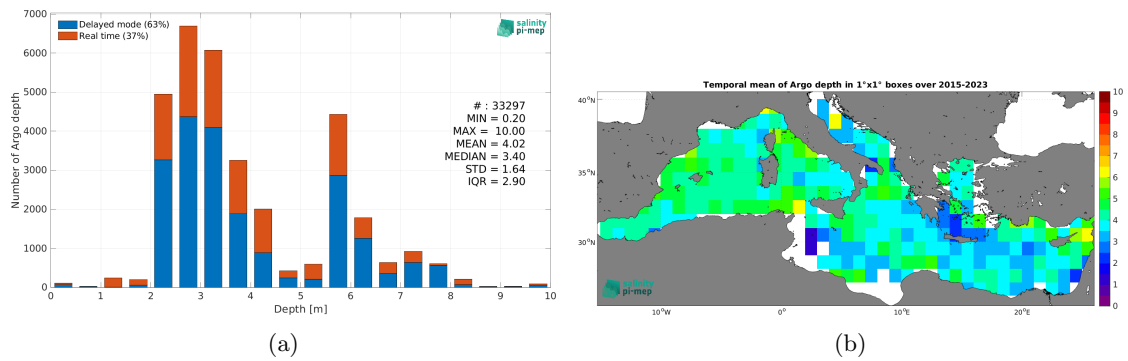 Delayed mode (63%)
Real time (37%)
salinity
pi-mep
7000
6000
5000
4000
3000
2000
1000
0
Number of Argo depth
# : 33297
MIN = 0.20
MAX = 10.00
MEAN = 4.02
MEDIAN = 3.40
STD = 1.64
IQR = 2.90
0 1 2 3 4 5 6 7 8 9 10
Depth [m]
(a)
Temporal mean of Argo depth in 1°x1° boxes over 2015-2023
40°N
35°N
30°N
10°W 0° 10°E 20°E
salinity
pi-mep
10
9
8
7
6
5
4
3
2
1
0
(b)